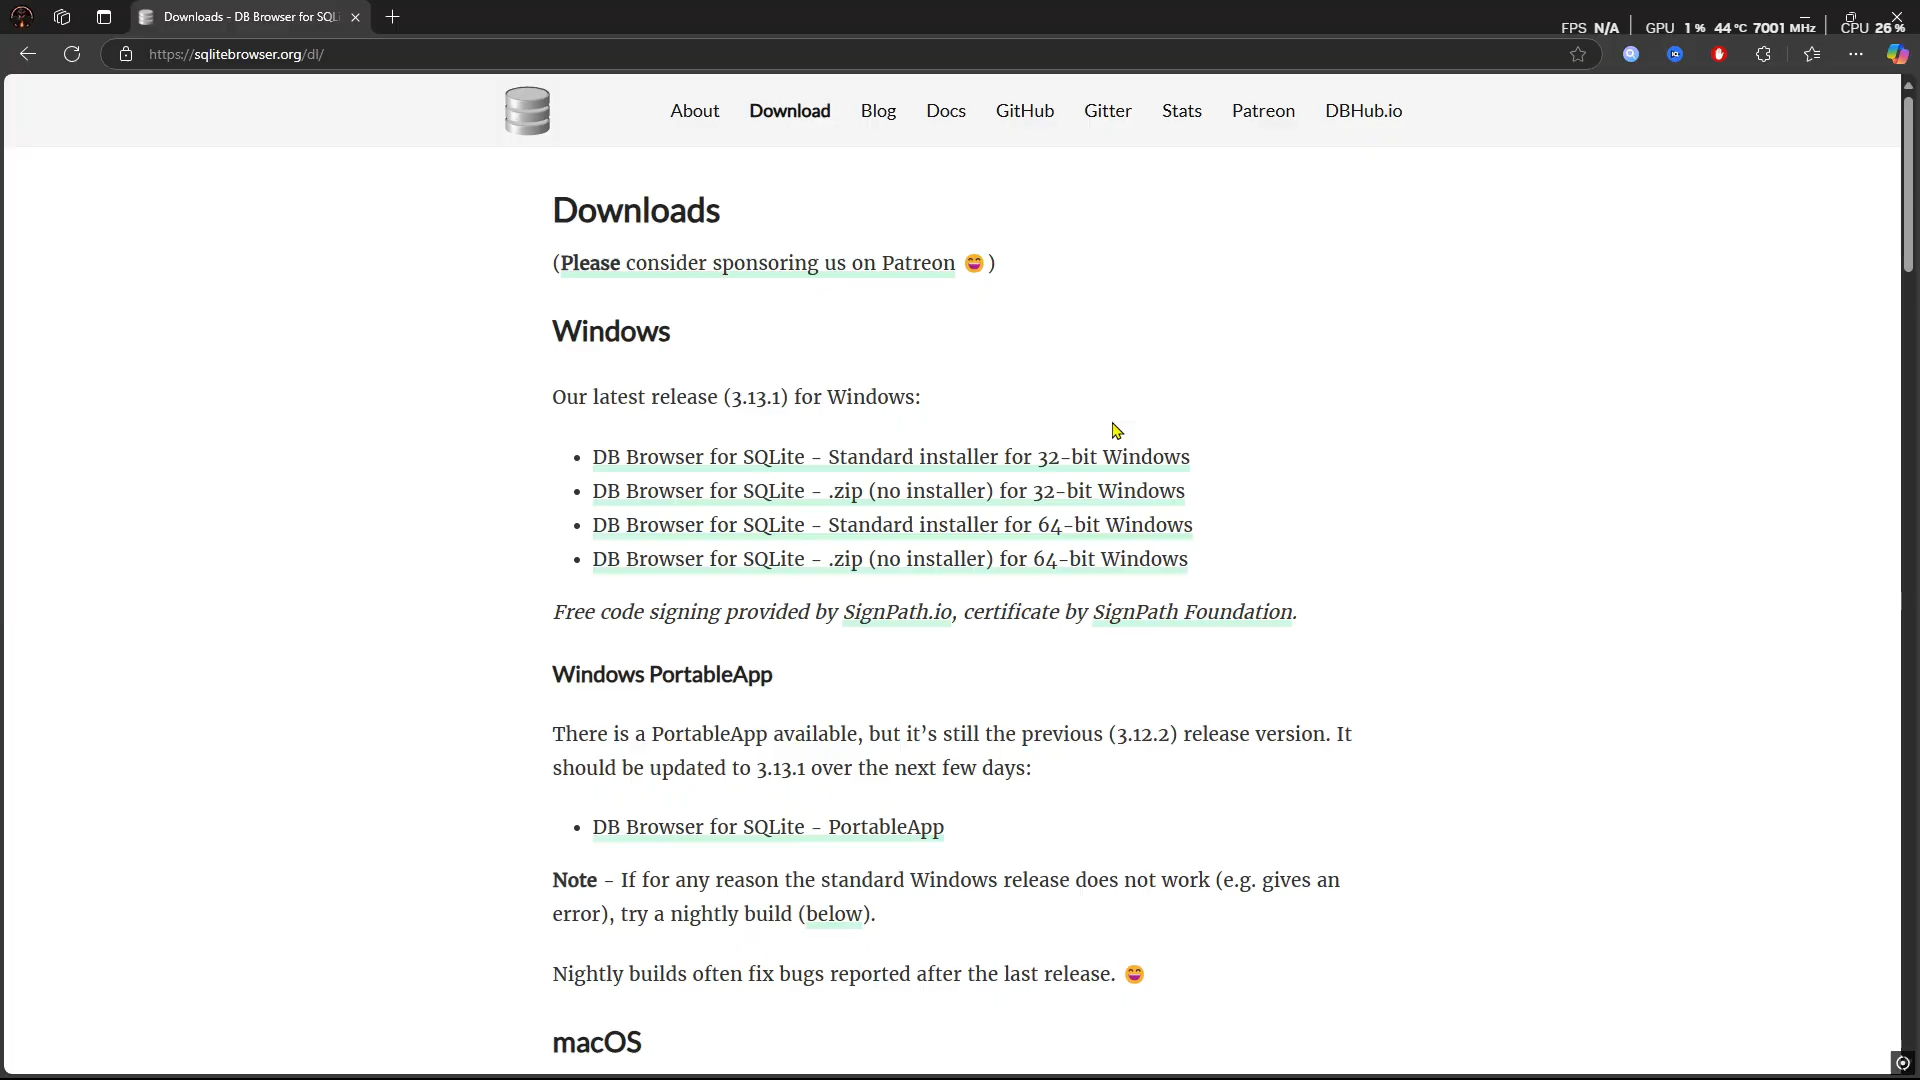 Downloads - DB Browser for SQL
FPS N/A GPU 1 % 44 °C 7001 MHz CPU 26 %
https://sqlitebrowser.org/dl/
About Download Blog Docs GitHub Gitter Stats Patreon DBHub.io
Downloads
(Please consider sponsoring us on Patreon 😄 )
Windows
Our latest release (3.13.1) for Windows:
• DB Browser for SQLite - Standard installer for 32-bit Windows
• DB Browser for SQLite - .zip (no installer) for 32-bit Windows
• DB Browser for SQLite - Standard installer for 64-bit Windows
• DB Browser for SQLite - .zip (no installer) for 64-bit Windows
Free code signing provided by SignPath.io, certificate by SignPath Foundation.
Windows PortableApp
There is a PortableApp available, but it’s still the previous (3.12.2) release version. It
should be updated to 3.13.1 over the next few days:
• DB Browser for SQLite - PortableApp
Note - If for any reason the standard Windows release does not work (e.g. gives an
error), try a nightly build (below).
Nightly builds often fix bugs reported after the last release. 😄
macOS